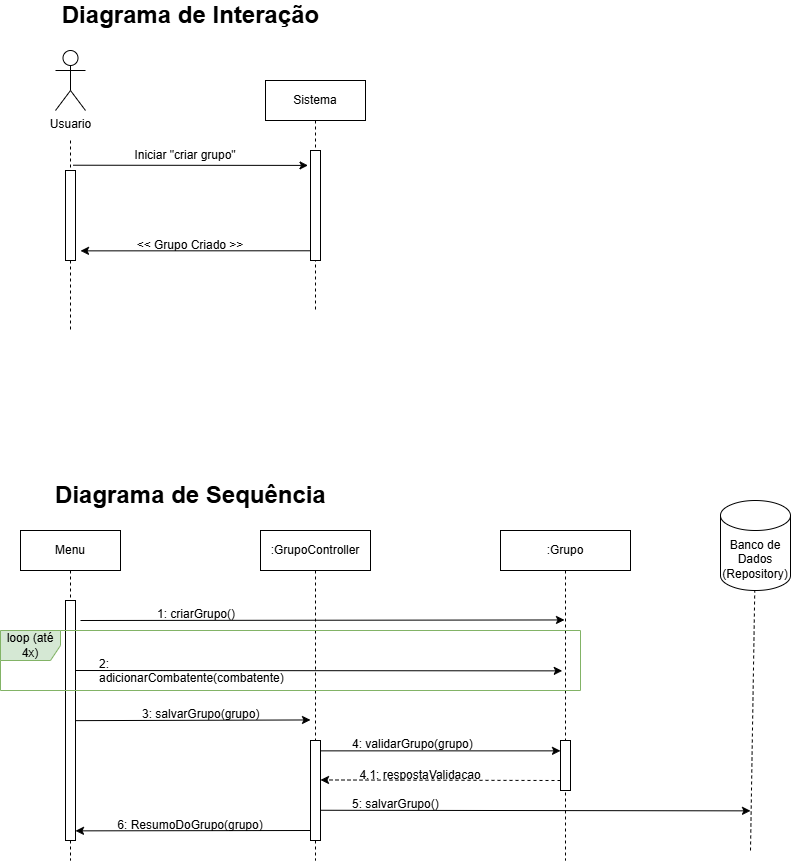 Diagrama de Interação
Usuario
Sistema
Iniciar "criar grupo"
<< Grupo Criado >>
Diagrama de Sequência
Menu
:GrupoController
:Grupo
Banco de
Dados
(Repository)
1: criarGrupo()
loop (até
4x)
2:
adicionarCombatente(combatente)
3: salvarGrupo(grupo)
4: validarGrupo(grupo)
4.1: respostaValidacao
5: salvarGrupo()
6: ResumoDoGrupo(grupo)